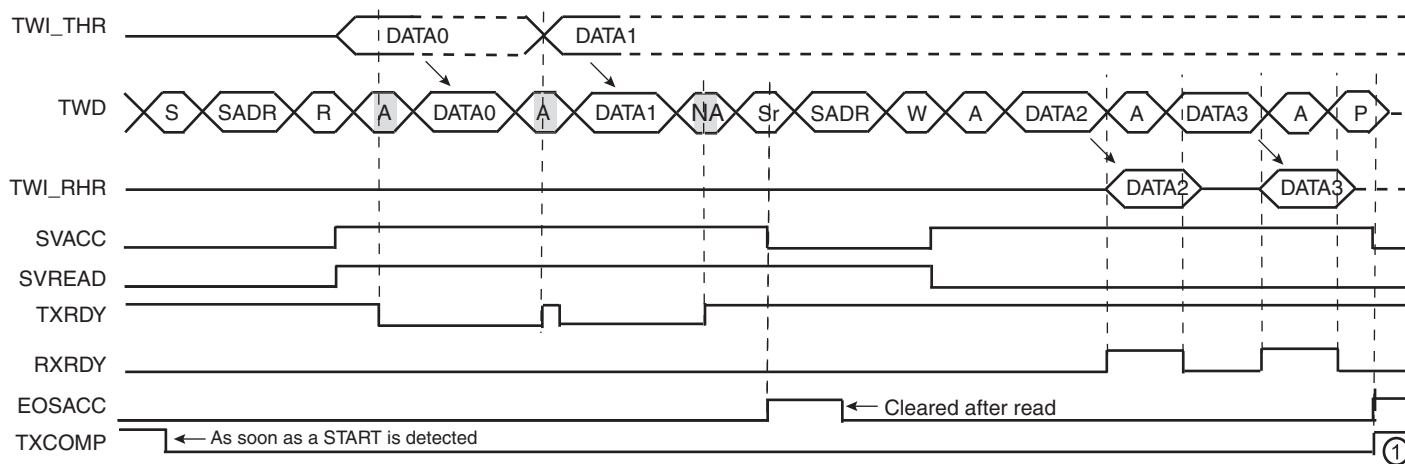 TWI_THR DATA0 DATA1
TWD S SADR R A DATA0 A DATA1 NA Sr SADR W A DATA2 A DATA3 A P
TWI_RHR DATA2 DATA3
SVACC
SVREAD
TXRDY
RXRDY
EOSACC Cleared after read
TXCOMP As soon as a START is detected 1